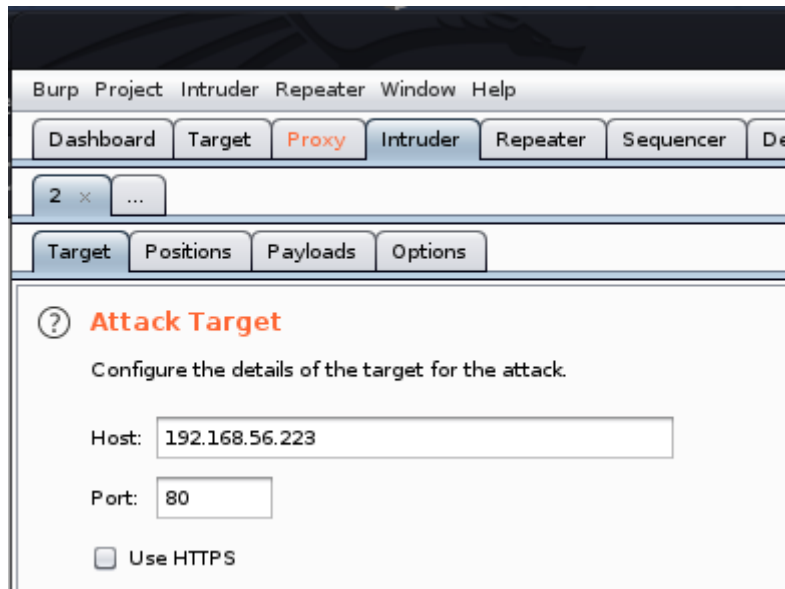 Burp Project Intruder Repeater Window Help
Dashboard Target Proxy Intruder Repeater Sequencer De
2 × ...
Target Positions Payloads Options
? Attack Target
Configure the details of the target for the attack.
Host: 192.168.56.223
Port: 80
Use HTTPS